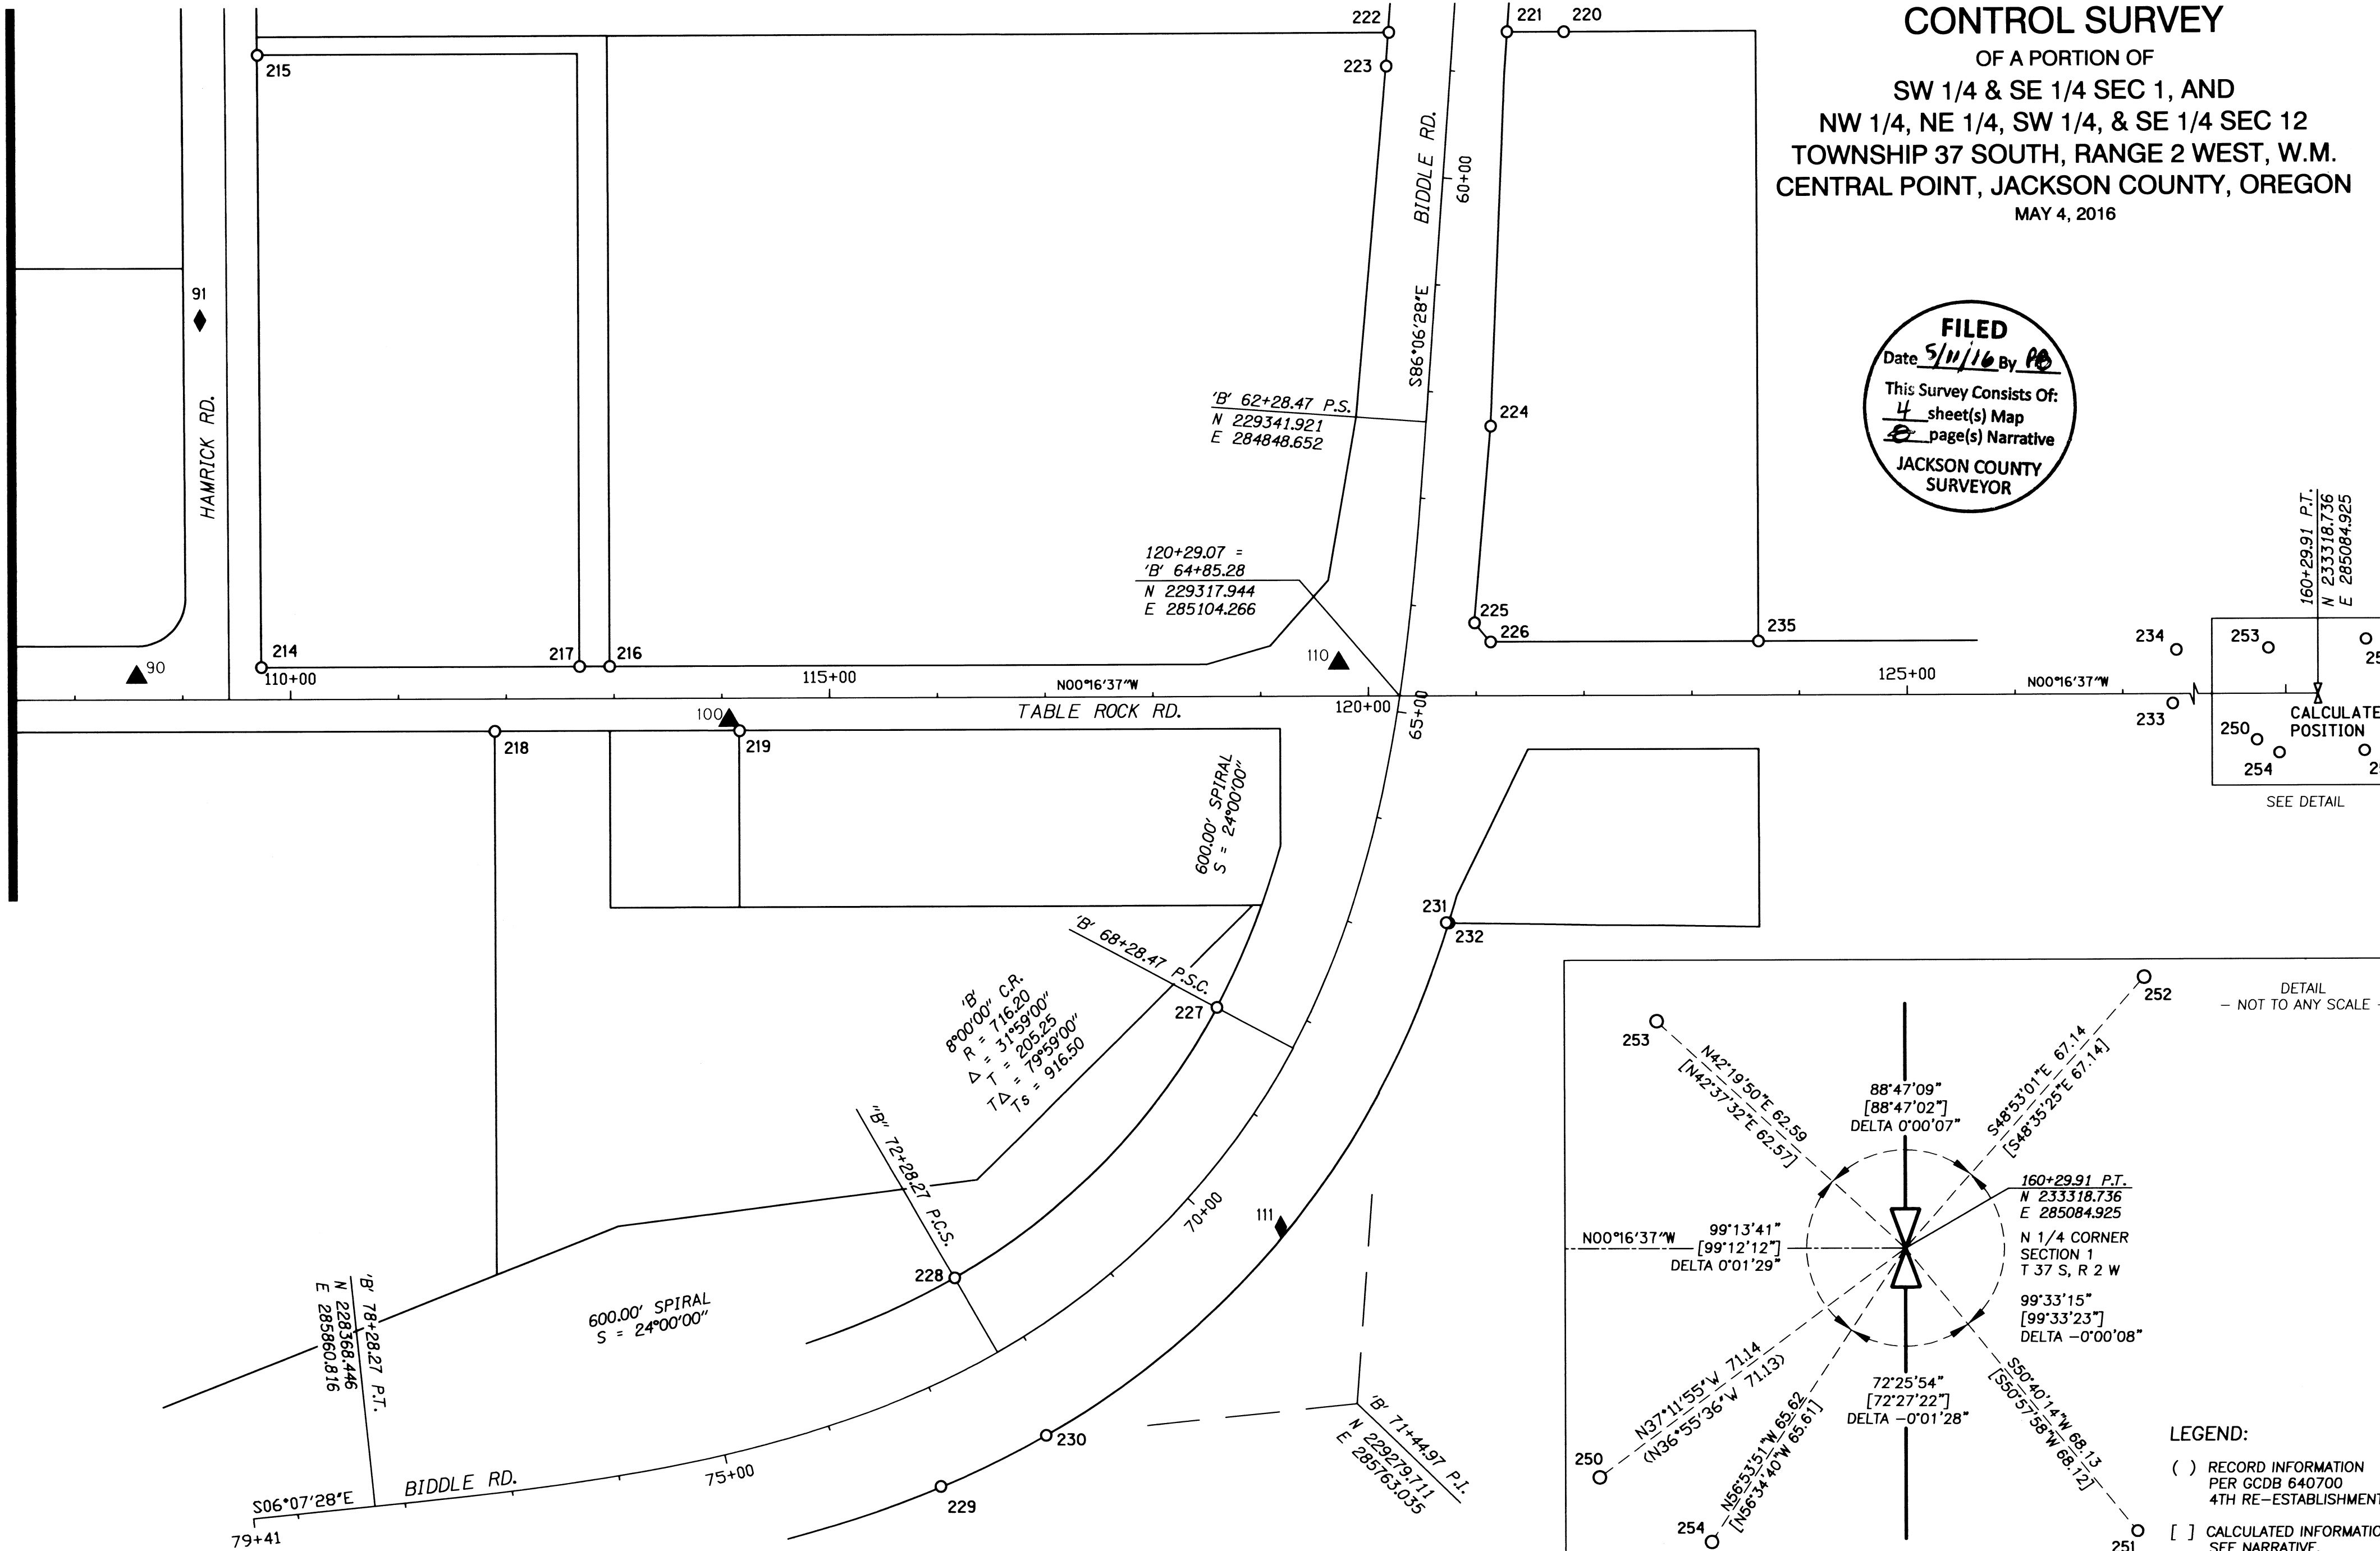 CONTROL SURVEY
OF A PORTION OF
SW 1/4 & SE 1/4 SEC 1, AND
NW 1/4, NE 1/4, SW 1/4, & SE 1/4 SEC 12
TOWNSHIP 37 SOUTH, RANGE 2 WEST, W.M.
CENTRAL POINT, JACKSON COUNTY, OREGON
MAY 4, 2016
FILED
Date 5/11/16 By
This Survey Consists Of:
4 sheet(s) Map
8 page(s) Narrative
JACKSON COUNTY
SURVEYOR
215
222
223
221
220
BIDDLE RD.
60+00
S86°06'28"E
91
HAMRICK RD.
'B' 62+28.47 P.S.
N 229341.921
E 284848.652
224
120+29.07 =
'B' 64+85.28
N 229317.944
E 285104.266
225
226
235
234
253
160+29.91 P.T.
N 233318.736
E 285084.925
90
214
217
216
110
110+00
115+00
N00°16'37"W
120+00
65+00
125+00
N00°16'37"W
TABLE ROCK RD.
100
218
219
233
250
254
CALCULATE
POSITION
SEE DETAIL
600.00' SPIRAL
S = 24°00'00"
231
232
'B' 68+28.47 P.S.C.
227
'B'
8°00'00" C.R.
R = 716.20
Δ = 31°59'00"
T = 205.25
TΔ = 79°59'00"
Ts = 916.50
"B" 72+28.27 P.C.S.
228
70+00
111
600.00' SPIRAL
S = 24°00'00"
'B' 78+28.27 P.T.
N 228368.446
E 285860.816
'B' 71+44.97 P.I.
N 229279.711
E 285763.035
230
229
75+00
BIDDLE RD.
S06°07'28"E
79+41
DETAIL
- NOT TO ANY SCALE -
253
252
N42°19'50"E 62.59
[N42°37'32"E 62.57]
S48°53'01"E 67.14
[S48°35'25"E 67.14]
88°47'09"
[88°47'02"]
DELTA 0°00'07"
160+29.91 P.T.
N 233318.736
E 285084.925
N 1/4 CORNER
SECTION 1
T 37 S, R 2 W
N00°16'37"W
99°13'41"
[99°12'12"]
DELTA 0°01'29"
99°33'15"
[99°33'23"]
DELTA -0°00'08"
72°25'54"
[72°27'22"]
DELTA -0°01'28"
N37°11'55"W 71.14
(N36°55'36"W 71.13)
N56°53'51"W 65.62
[N56°34'40"W 65.61]
S50°40'14"W 68.13
[S50°57'58"W 68.12]
250
254
251
LEGEND:
( ) RECORD INFORMATION
PER GCDB 640700
4TH RE-ESTABLISHMENT
[ ] CALCULATED INFORMATIO
SEE NARRATIVE.